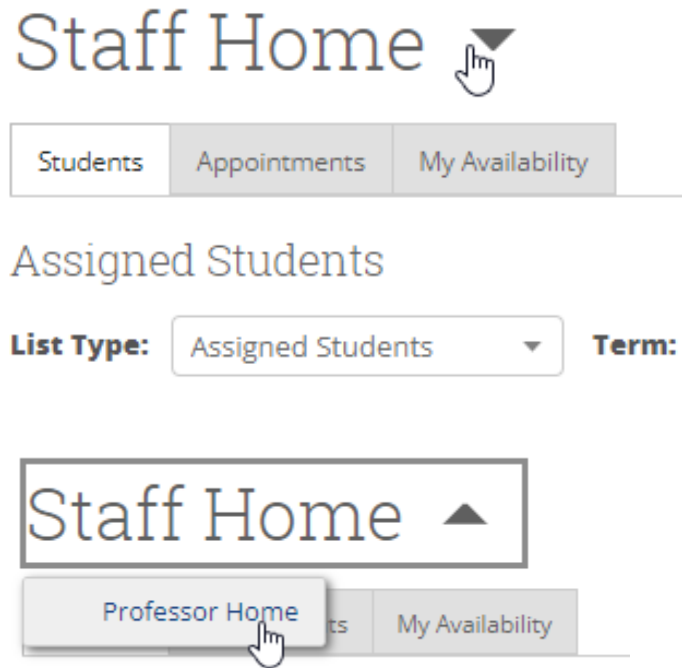 Staff Home
Students Appointments My Availability
Assigned Students
List Type: Assigned Students Term:
Staff Home
Professor Home ts My Availability